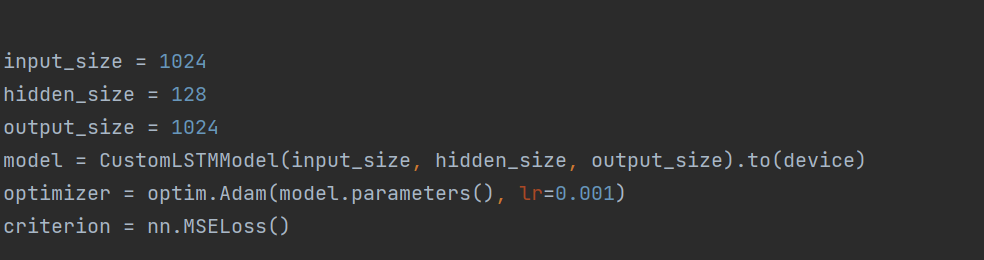 input_size = 1024
hidden_size = 128
output_size = 1024
model = CustomLSTMModel(input_size, hidden_size, output_size).to(device)
optimizer = optim.Adam(model.parameters(), lr=0.001)
criterion = nn.MSELoss()